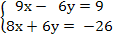 9x − 6y = 9
8x + 6y = −26